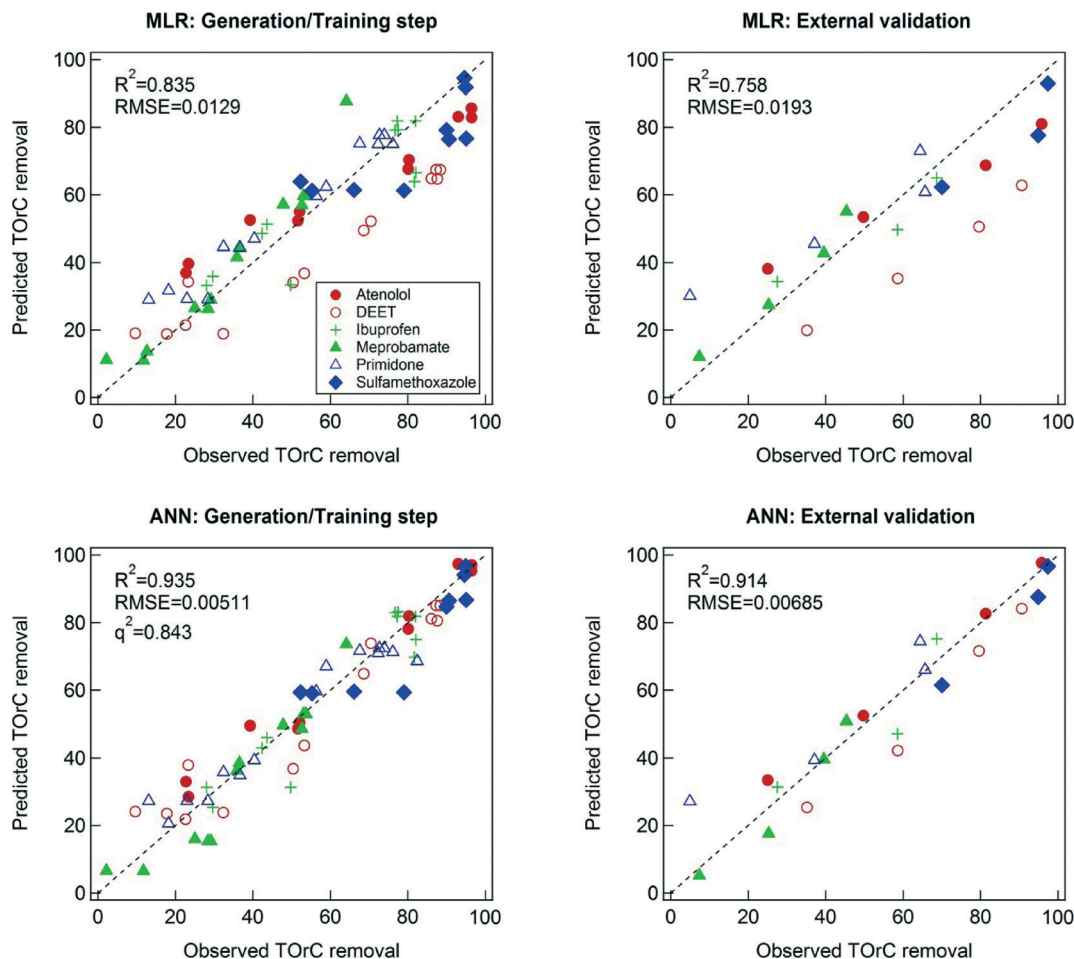 MLR: Generation/Training step
R²=0.835
RMSE=0.0129
Predicted TOrC removal
100
80
60
40
20
0
Atenolol
DEET
Ibuprofen
Meprobamate
Primidone
Sulfamethoxazole
0 20 40 60 80 100
Observed TOrC removal
MLR: External validation
R²=0.758
RMSE=0.0193
Predicted TOrC removal
100
80
60
40
20
0
0 20 40 60 80 100
Observed TOrC removal
ANN: Generation/Training step
R²=0.935
RMSE=0.00511
q²=0.843
Predicted TOrC removal
100
80
60
40
20
0
0 20 40 60 80 100
Observed TOrC removal
ANN: External validation
R²=0.914
RMSE=0.00685
Predicted TOrC removal
100
80
60
40
20
0
0 20 40 60 80 100
Observed TOrC removal